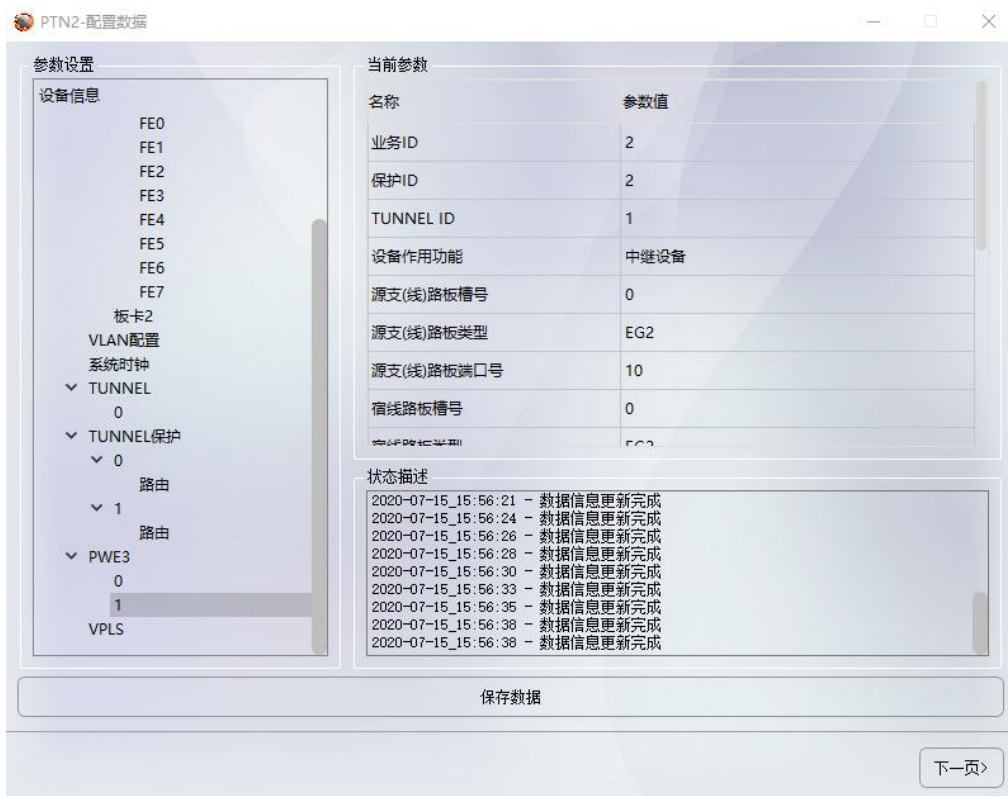 PTN2-配置数据
参数设置
设备信息
FE0
FE1
FE2
FE3
FE4
FE5
FE6
FE7
板卡2
VLAN配置
系统时钟
TUNNEL
0
TUNNEL保护
0
路由
1
路由
PWE3
0
1
VPLS
当前参数
名称 参数值
业务ID 2
保护ID 2
TUNNEL ID 1
设备作用功能 中继设备
源支(线)路板槽号 0
源支(线)路板类型 EG2
源支(线)路板端口号 10
宿线路板槽号 0
宿线路板类型 EG2
状态描述
2020-07-15_15:56:21 - 数据信息更新完成
2020-07-15_15:56:24 - 数据信息更新完成
2020-07-15_15:56:26 - 数据信息更新完成
2020-07-15_15:56:28 - 数据信息更新完成
2020-07-15_15:56:30 - 数据信息更新完成
2020-07-15_15:56:33 - 数据信息更新完成
2020-07-15_15:56:35 - 数据信息更新完成
2020-07-15_15:56:38 - 数据信息更新完成
2020-07-15_15:56:38 - 数据信息更新完成
保存数据
下一页>